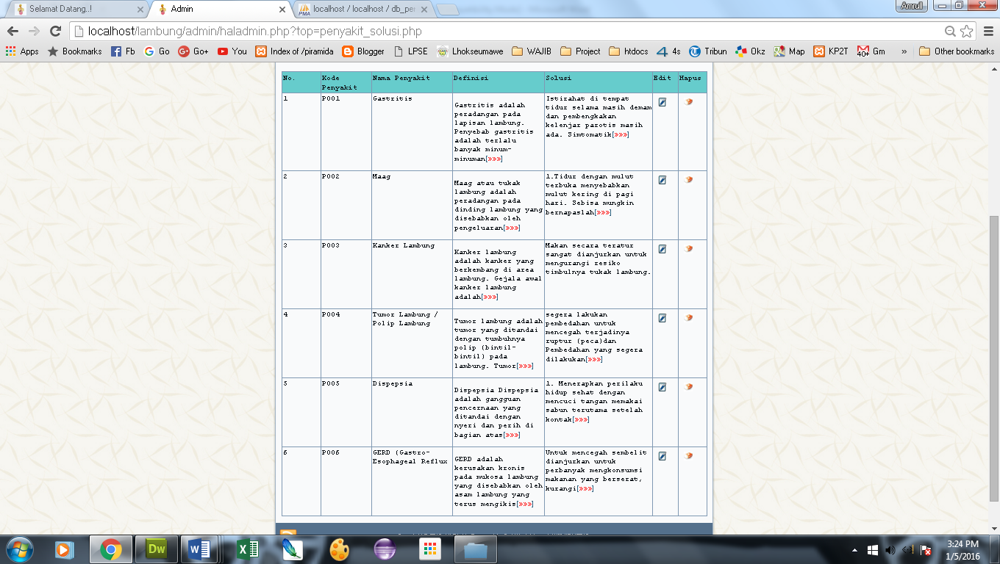 Selamat Datang..!
Admin
localhost / localhost / db_per
Amrull
localhost/lambung/admin/haladmin.php?top=penyakit_solusi.php
Apps Bookmarks Fb Go Go+ You Index of /piramida Blogger LPSE Lhokseumawe WAJIB Project htdocs 4s Tribun Okz Map KP2T Gm » Other bookmarks
No. Kode Penyakit Nama Penyakit Definisi Solusi Edit Hapus
1 P001 Gastritis
Gastritis adalah
peradangan pada
lapisan lambung.
Penyebab gastritis
adalah terlalu
banyak minum-
minuman[>>>]
Istirahat di tempat
tidur selama masih demam
dan pembengkakan
kelenjar parotis masih
ada. Simtomatik[>>>]
2 P002 Maag
Maag atau tukak
lambung adalah
peradangan pada
dinding lambung yang
disebabkan oleh
pengeluaran[>>>]
1.Tidur dengan mulut
terbuka menyebabkan
mulut kering di pagi
hari. Sebisa mungkin
bernapaslah[>>>]
3 P003 Kanker Lambung
Kanker lambung
adalah kanker yang
berkembang di area
lambung. Gejala awal
kanker lambung
adalah[>>>]
Makan secara teratur
sangat dianjurkan untuk
mengurangi resiko
timbulnya tukak lambung.
4 P004 Tumor Lambung /
Polip Lambung
Tumor lambung adalah
tumor yang ditandai
dengan tumbuhnya
polip (bintil-
bintil) pada
lambung. Tumor[>>>]
segera lakukan
pembedahan untuk
mencegah terjadinya
ruptur (peca)dan
Pembedahan yang segera
dilakukan[>>>]
5 P005 Dispepsia
Dispepsia Dispepsia
adalah gangguan
pencernaan yang
ditandai dengan
nyeri dan perih di
bagian atas[>>>]
1. Menerapkan perilaku
hidup sehat dengan
mencuci tangan memakai
sabun terutama setelah
kontak[>>>]
6 P006 GERD (Gastro-
Esophageal Reflux
GERD adalah
kerusakan kronis
pada mukosa lambung
yang disebabkan oleh
asam lambung yang
terus mengikis[>>>]
Untuk mencegah sembelit
dianjurkan untuk
perbanyak mengkonsumsi
makanan yang berserat,
kurangi[>>>]
3:24 PM
1/5/2016